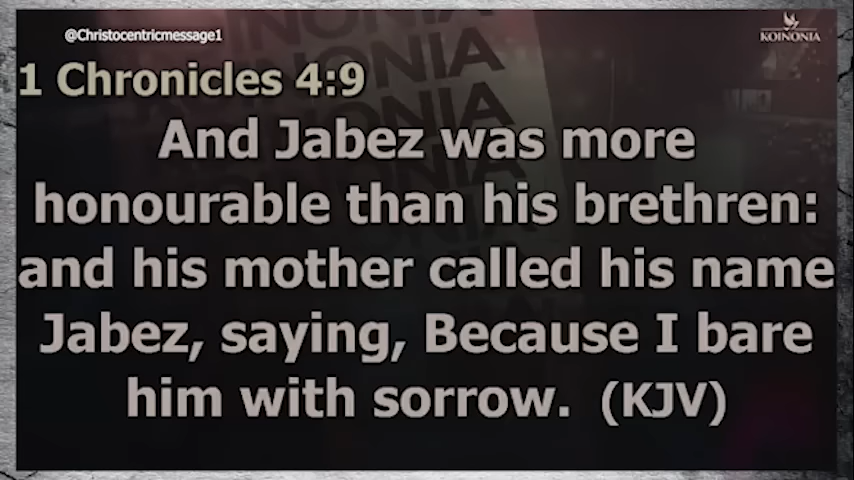 @Christocentricmessage1
KOINONIA
1 Chronicles 4:9
And Jabez was more
honourable than his brethren:
and his mother called his name
Jabez, saying, Because I bare
him with sorrow. (KJV)